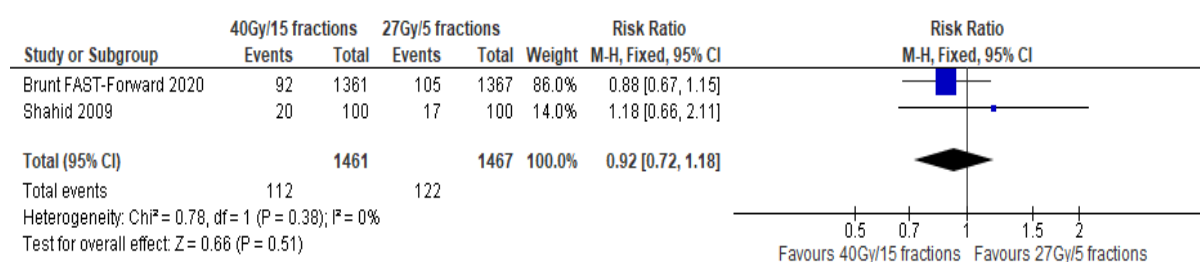 40Gy/15 fractions 27Gy/5 fractions Risk Ratio Risk Ratio
Study or Subgroup Events Total Events Total Weight M-H, Fixed, 95% CI M-H, Fixed, 95% CI
Brunt FAST-Forward 2020 92 1361 105 1367 86.0% 0.88 [0.67, 1.15]
Shahid 2009 20 100 17 100 14.0% 1.18 [0.66, 2.11]
Total (95% CI) 1461 1467 100.0% 0.92 [0.72, 1.18]
Total events 112 122
Heterogeneity: Chi² = 0.78, df = 1 (P = 0.38); I² = 0%
Test for overall effect: Z = 0.66 (P = 0.51)
0.5 0.7 1 1.5 2
Favours 40Gy/15 fractions Favours 27Gy/5 fractions